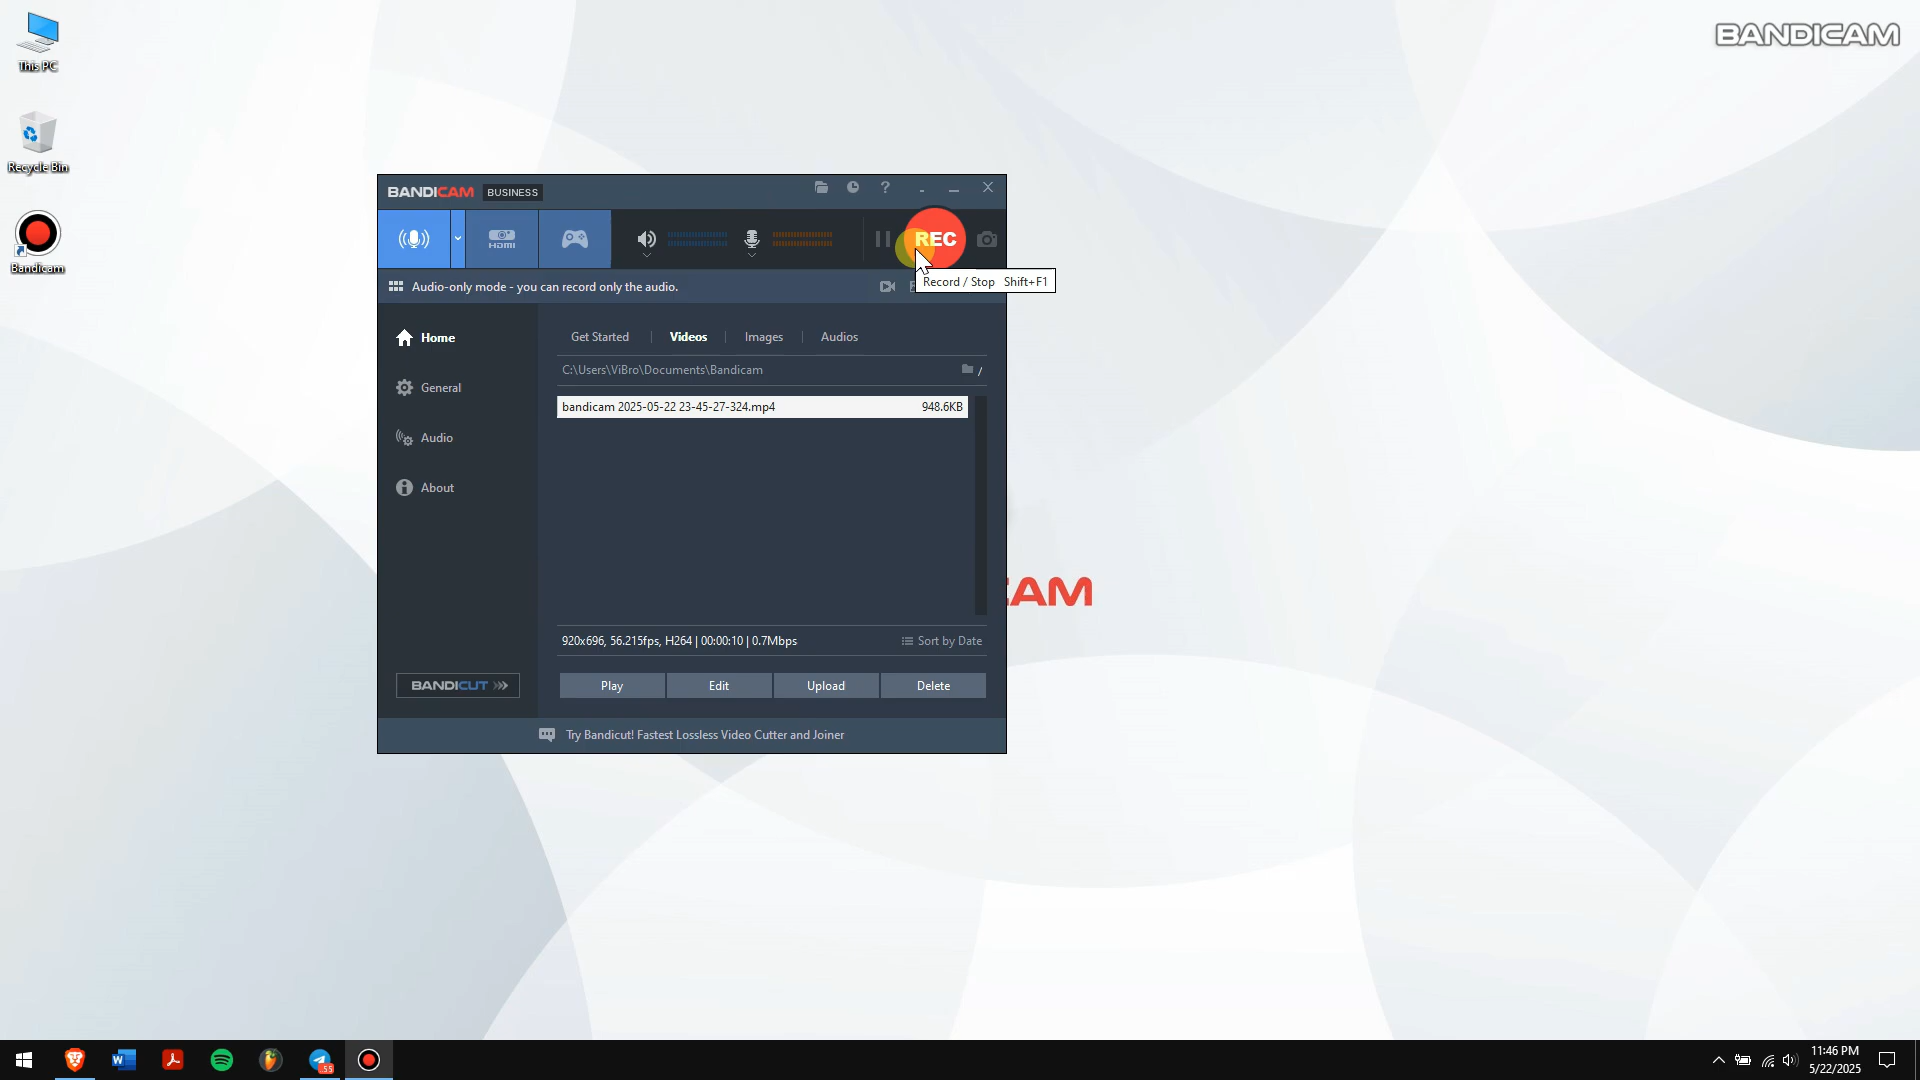 This PC
Recycle Bin
Bandicam
BANDICAM
BANDICAM BUSINESS
HDMI
REC
Record / Stop Shift+F1
Audio-only mode - you can record only the audio.
Home
General
Audio
About
BANDICUT
Get Started
Videos
Images
Audios
C:\Users\ViBro\Documents\Bandicam
/
bandicam 2025-05-22 23-45-27-324.mp4 948.6KB
920x696, 56.215fps, H264 | 00:00:10 | 0.7Mbps
Sort by Date
Play
Edit
Upload
Delete
Try Bandicut! Fastest Lossless Video Cutter and Joiner
CAM
55
11:46 PM
5/22/2025